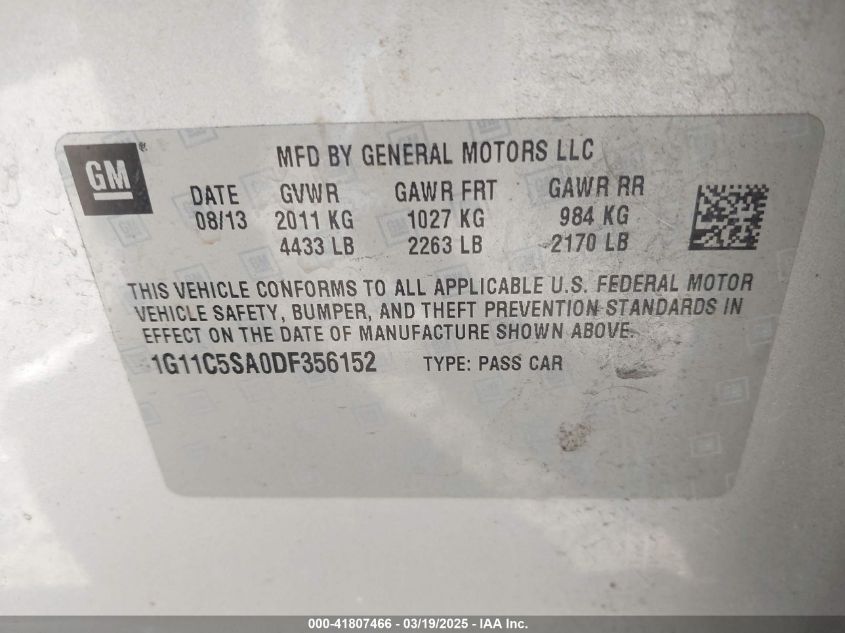 GM
MFD BY GENERAL MOTORS LLC
DATE GVWR GAWR FRT GAWR RR
08/13 2011 KG 1027 KG 984 KG
4433 LB 2263 LB 2170 LB
THIS VEHICLE CONFORMS TO ALL APPLICABLE U.S. FEDERAL MOTOR
VEHICLE SAFETY, BUMPER, AND THEFT PREVENTION STANDARDS IN
EFFECT ON THE DATE OF MANUFACTURE SHOWN ABOVE.
1G11C5SA0DF356152 TYPE: PASS CAR
000-41807466 - 03/19/2025 - IAA Inc.